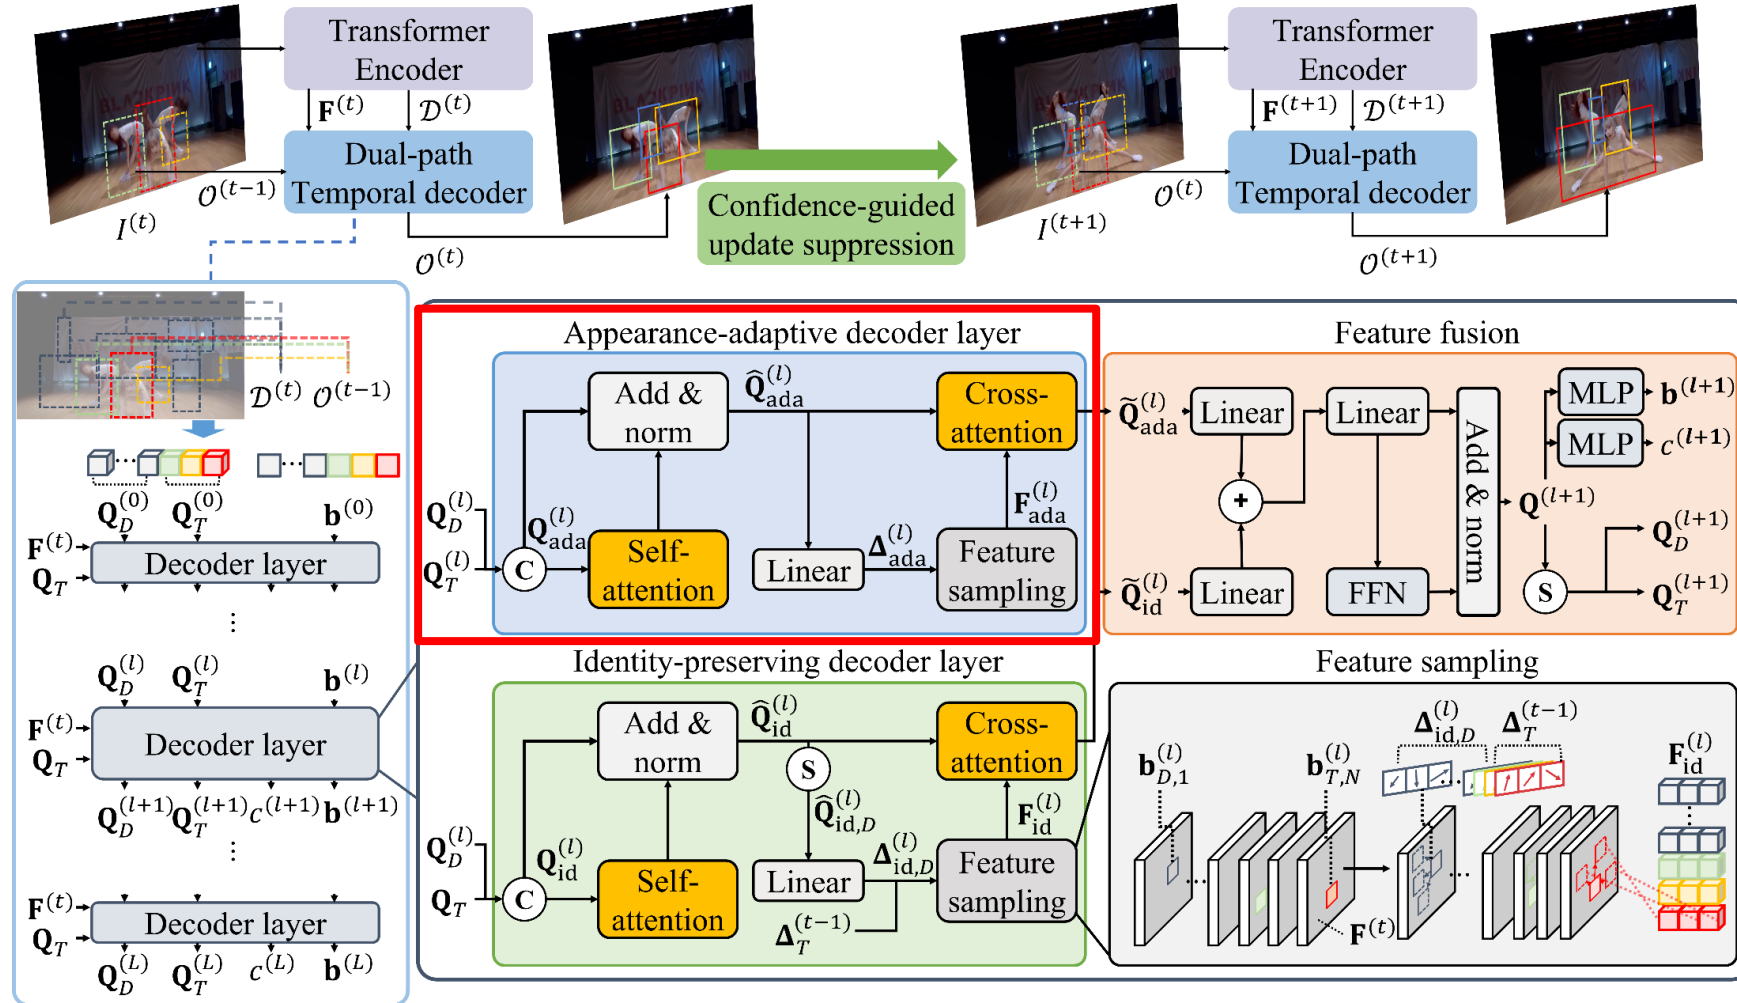 Transformer
Encoder
F^(t)
𝒟^(t)
Dual-path
Temporal decoder
𝒪^(t−1)
I^(t)
𝒪^(t)
BLACKPINK
Confidence-guided
update suppression
Transformer
Encoder
F^(t+1)
𝒟^(t+1)
Dual-path
Temporal decoder
𝒪^(t)
I^(t+1)
𝒪^(t+1)
𝒟^(t) 𝒪^(t−1)
...
...
Q_D^(0) Q_T^(0) b^(0)
F^(t)
Q_T
Decoder layer
...
Q_D^(l) Q_T^(l) b^(l)
F^(t)
Q_T
Decoder layer
Q_D^(l+1) Q_T^(l+1) c^(l+1) b^(l+1)
...
F^(t)
Q_T
Decoder layer
Q_D^(L) Q_T^(L) c^(L) b^(L)
Appearance-adaptive decoder layer
Q_D^(l)
Q_T^(l)
C
Q_ada^(l)
Add &
norm
Self-
attention
Q̂_ada^(l)
Linear
Δ_ada^(l)
Cross-
attention
F_ada^(l)
Feature
sampling
Feature fusion
Q̃_ada^(l)
Linear
+
Q̃_id^(l)
Linear
Linear
FFN
Add & norm
Q^(l+1)
MLP
b^(l+1)
MLP
c^(l+1)
S
Q_D^(l+1)
Q_T^(l+1)
Identity-preserving decoder layer
Q_D^(l)
Q_T
C
Q_id^(l)
Add &
norm
Self-
attention
Q̂_id^(l)
S
Q̂_id,D^(l)
Linear
Δ_id,D^(l)
Δ_T^(t−1)
Cross-
attention
F_id^(l)
Feature
sampling
Feature sampling
b_D,1^(l)
...
b_T,N^(l)
F^(t)
Δ_id,D^(l)
Δ_T^(t−1)
...
...
F_id^(l)
...